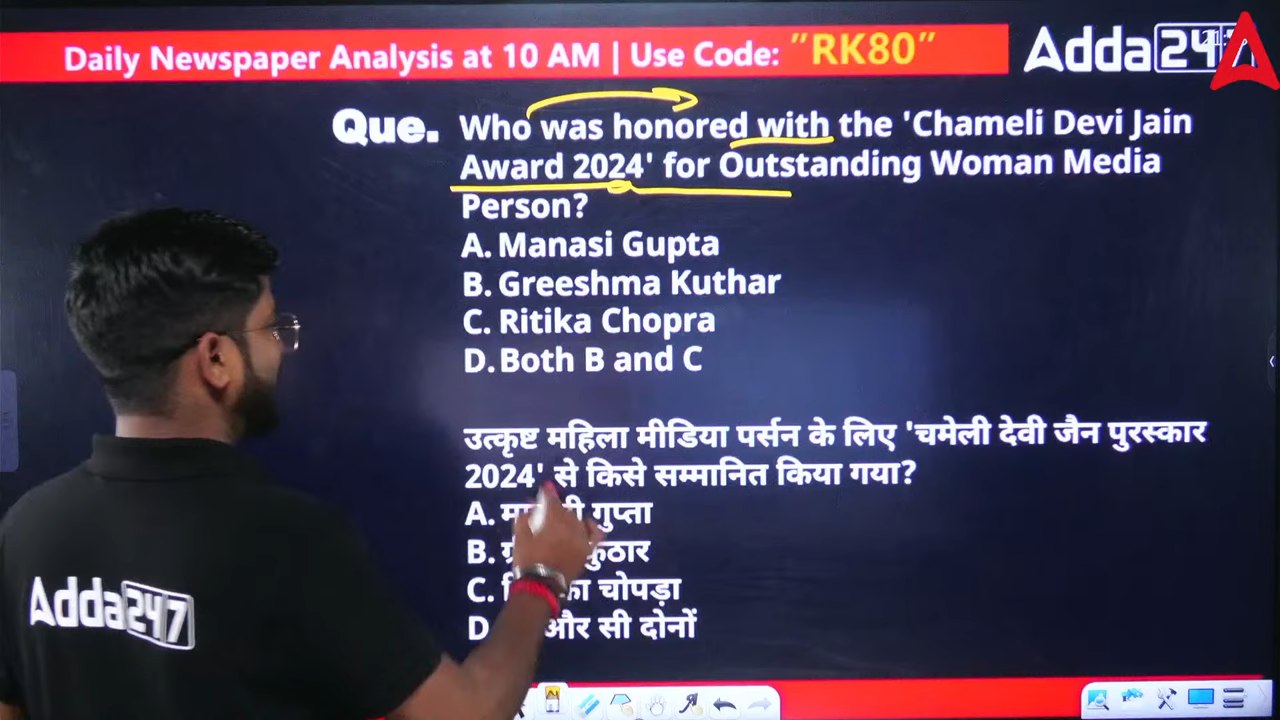 Daily Newspaper Analysis at 10 AM | Use Code: "RK80"
Adda247
Que. Who was honored with the 'Chameli Devi Jain
Award 2024' for Outstanding Woman Media
Person?
A. Manasi Gupta
B. Greeshma Kuthar
C. Ritika Chopra
D. Both B and C
उत्कृष्ट महिला मीडिया पर्सन के लिए 'चमेली देवी जैन पुरस्कार
2024' से किसे सम्मानित किया गया?
A. गुप्ता
B. कुठार
C. चोपड़ा
D और सी दोनों
Adda247